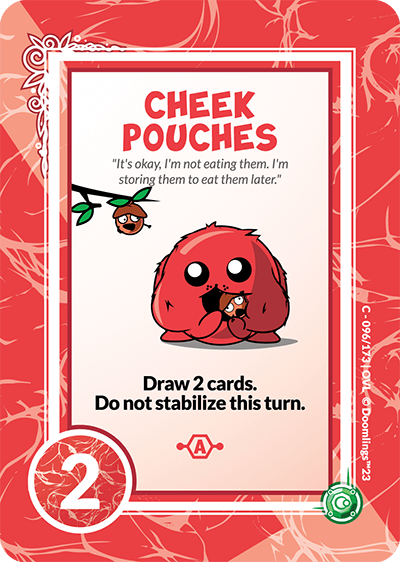 CHEEK
POUCHES
"It's okay, I'm not eating them. I'm
storing them to eat them later."
Draw 2 cards.
Do not stabilize this turn.
A
2
C - 096/173 | OVL © Doomlings™23